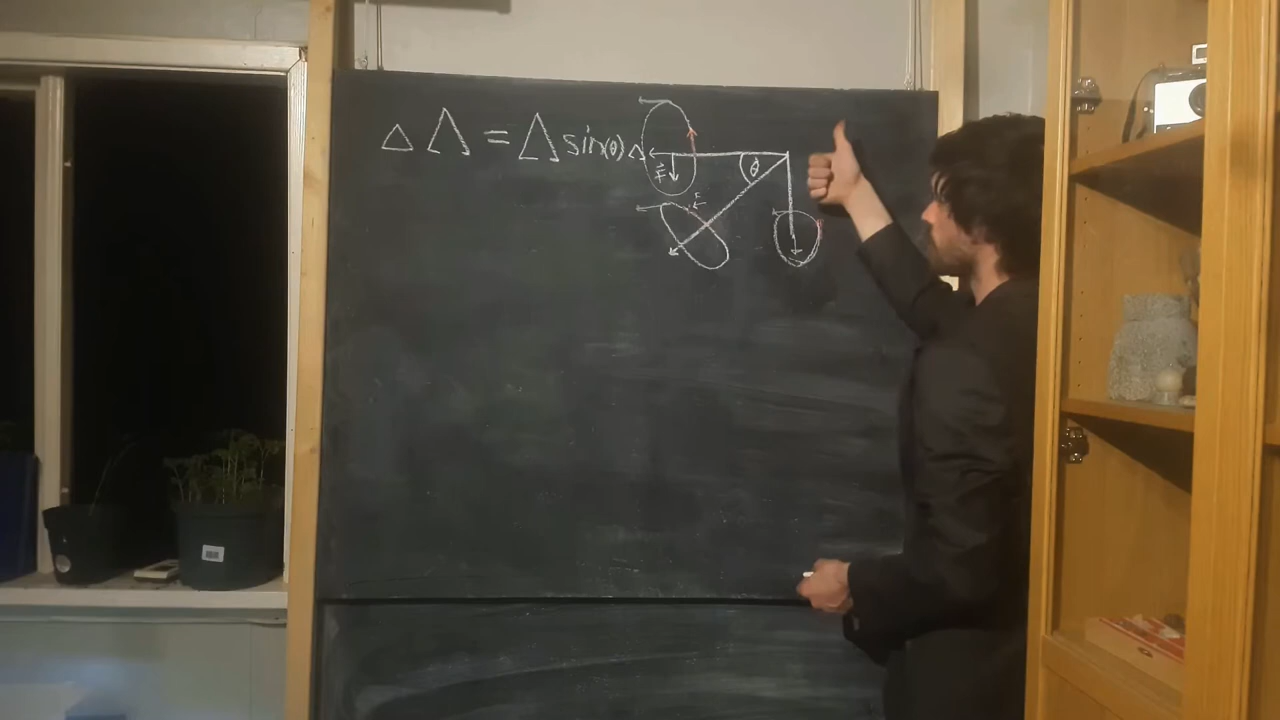 Δ Λ = Λ sin(θ) Δ
θ
F
F